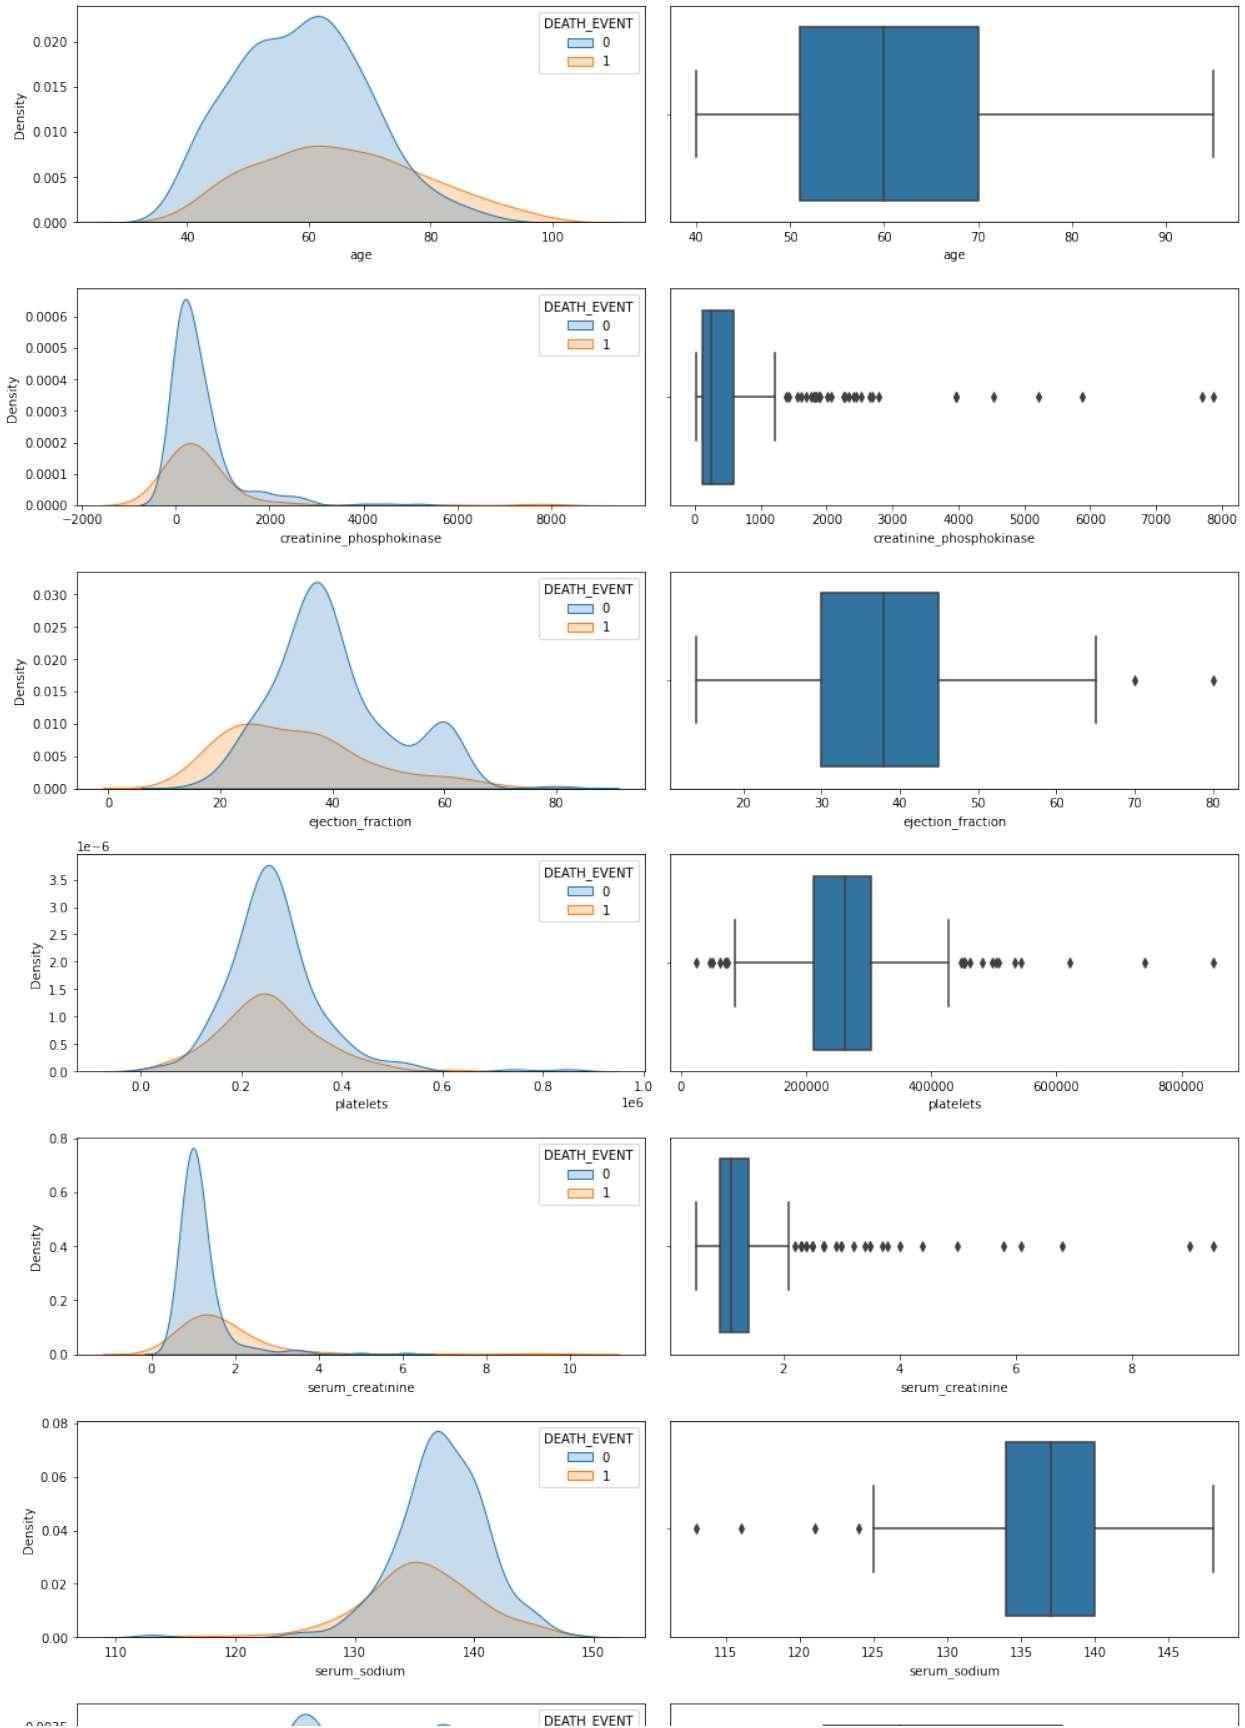 DEATH_EVENT
0
1
0.020
0.015
0.010
0.005
0.000
Density
40 60 80 100
age
40 50 60 70 80 90
age
DEATH_EVENT
0
1
0.0006
0.0005
0.0004
0.0003
0.0002
0.0001
0.0000
Density
−2000 0 2000 4000 6000 8000
creatinine_phosphokinase
0 1000 2000 3000 4000 5000 6000 7000 8000
creatinine_phosphokinase
DEATH_EVENT
0
1
0.030
0.025
0.020
0.015
0.010
0.005
0.000
Density
0 20 40 60 80
ejection_fraction
20 30 40 50 60 70 80
ejection_fraction
1e−6
DEATH_EVENT
0
1
3.5
3.0
2.5
2.0
1.5
1.0
0.5
0.0
Density
0.0 0.2 0.4 0.6 0.8 1.0
1e6
platelets
0 200000 400000 600000 800000
platelets
DEATH_EVENT
0
1
0.8
0.6
0.4
0.2
0.0
Density
0 2 4 6 8 10
serum_creatinine
2 4 6 8
serum_creatinine
DEATH_EVENT
0
1
0.08
0.06
0.04
0.02
0.00
Density
110 120 130 140 150
serum_sodium
115 120 125 130 135 140 145
serum_sodium
DEATH_EVENT